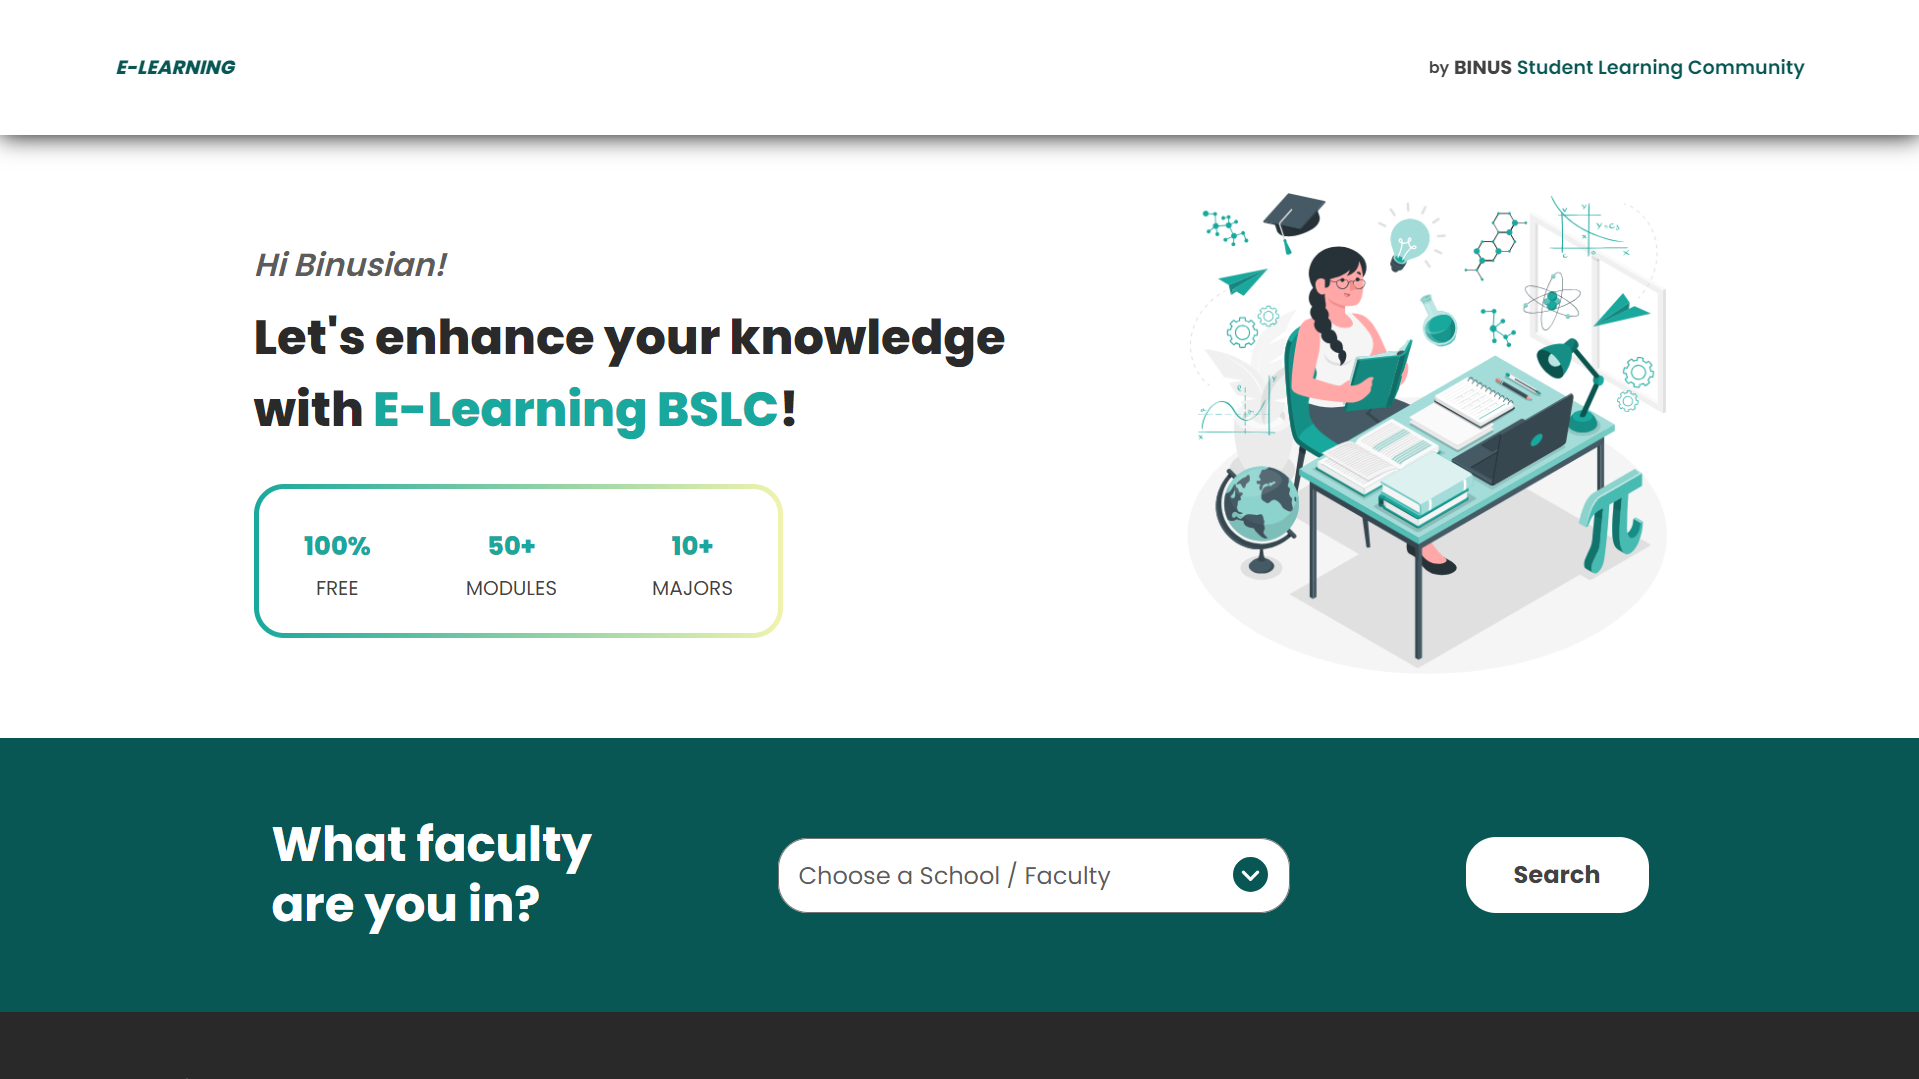 E-LEARNING
by BINUS Student Learning Community
Hi Binusian!
Let's enhance your knowledge
with E-Learning BSLC!
100%
FREE
50+
MODULES
10+
MAJORS
What faculty
are you in?
Choose a School / Faculty
Search